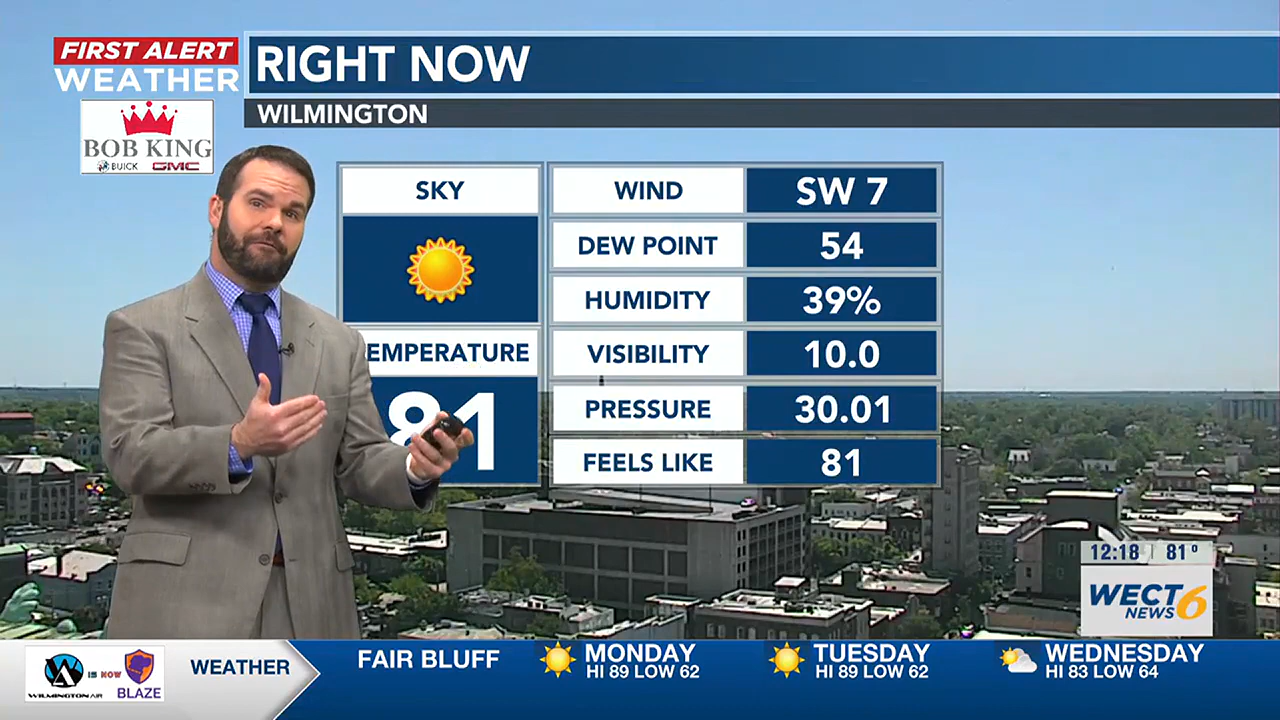 FIRST ALERT
WEATHER
BOB KING
BUICK GMC
RIGHT NOW
WILMINGTON
SKY
EMPERATURE
81
WIND SW 7
DEW POINT 54
HUMIDITY 39%
VISIBILITY 10.0
PRESSURE 30.01
FEELS LIKE 81
12:18 81°
WECT 6
NEWS
WILMINGTON AIR
IS NOW
BLAZE
WEATHER
FAIR BLUFF
MONDAY
HI 89 LOW 62
TUESDAY
HI 89 LOW 62
WEDNESDAY
HI 83 LOW 64